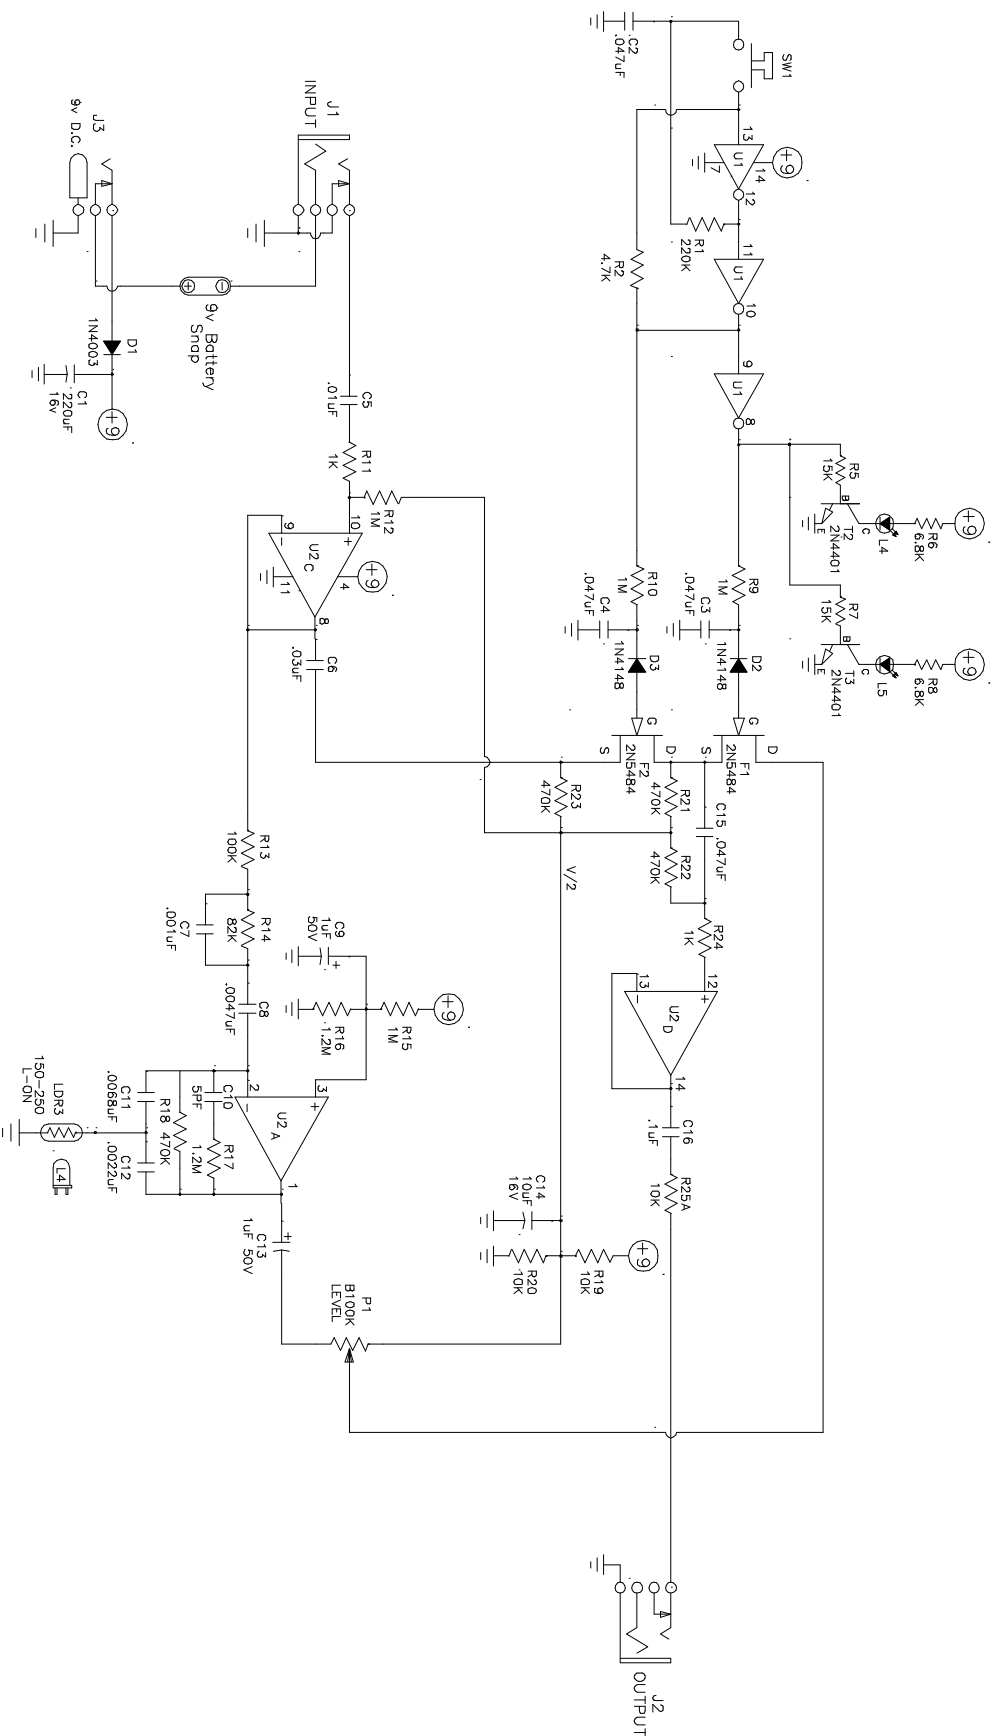 C2
.047uF
SW1
13
U1
7
14
+9
12
R1
220K
R2
4.7K
11
U1
10
9
U1
8
R5
15K
B
C
E
T2
2N4401
L4
R6
6.8K
+9
R7
15K
B
C
E
T3
2N4401
L5
R8
6.8K
+9
R10
1M
C4
.047uF
D3
1N4148
R9
1M
C3
.047uF
D2
1N4148
G
S
D
F2
2N5484
G
S
D
F1
2N5484
R23
470K
R21
470K
R22
470K
C15 .047uF
V/2
R24
1K
12
+
13
–
U2 D
14
C16
.1uF
R25A
10K
C14
10uF
16V
R20
10K
R19
10K
+9
J2
OUTPUT
J1
INPUT
J3
9v D.C.
+
–
9v Battery
Snap
D1
1N4003
C1
220uF
16v
+9
C5
.01uF
R11
1K
R12
1M
10
+
9
–
U2 C
11
4
+9
8
C6
.03uF
R13
100K
R14
82K
C7
.001uF
C9
1uF
50V
+
R16
1.2M
R15
1M
+9
C8
.0047uF
3
+
2
–
U2 A
1
C10
5PF
R17
1.2M
R18 470K
C11
.0068uF
C12
.0022uF
LDR3
150-250
L-ON
L4
+
C13
1uF 50V
P1
B100K
LEVEL